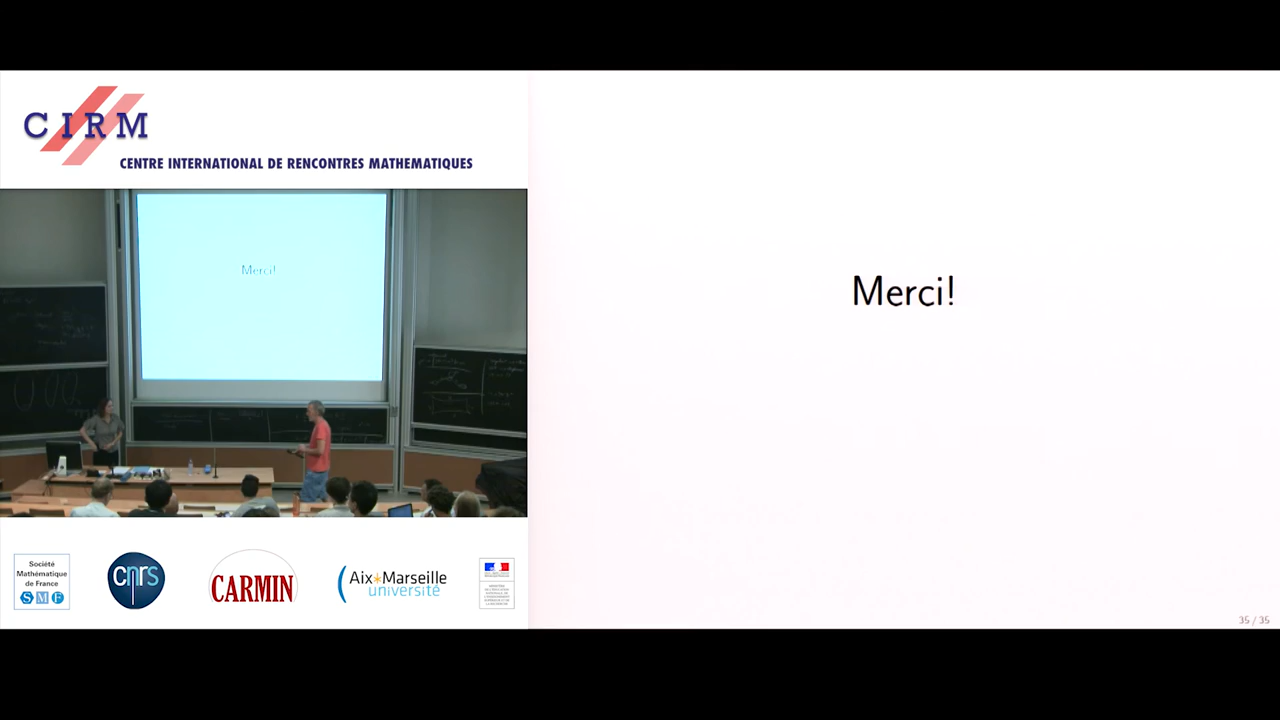 CIRM
CENTRE INTERNATIONAL DE RENCONTRES MATHEMATIQUES
Merci!
Merci!
Société
Mathématique
de France
SMF
cnrs
CARMIN
Aix*Marseille
université
35 / 35